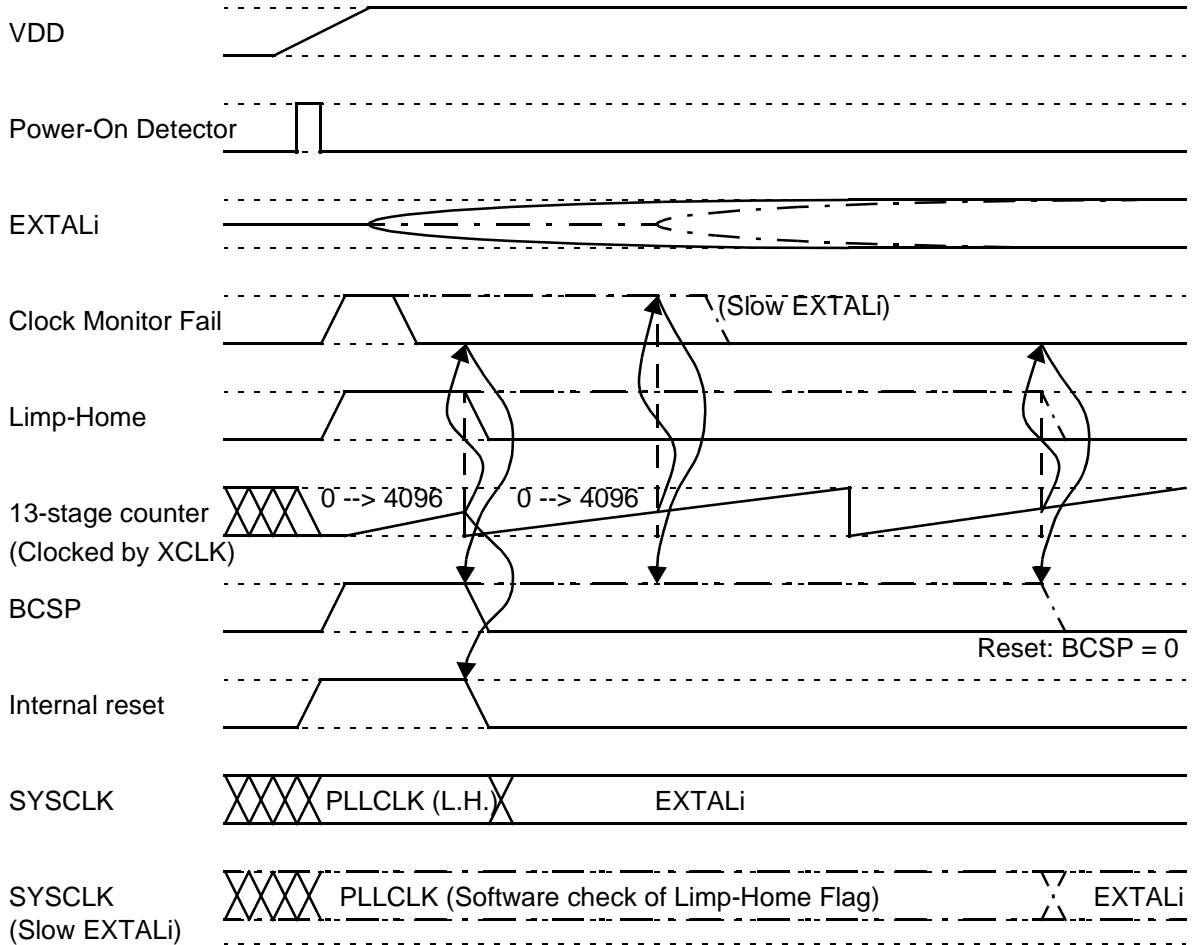 VDD
Power-On Detector
EXTALi
Clock Monitor Fail
(Slow EXTALi)
Limp-Home
13-stage counter
(Clocked by XCLK)
0 --> 4096
0 --> 4096
BCSP
Reset: BCSP = 0
Internal reset
SYSCLK
PLLCLK (L.H.)
EXTALi
SYSCLK
(Slow EXTALi)
PLLCLK (Software check of Limp-Home Flag)
EXTALi